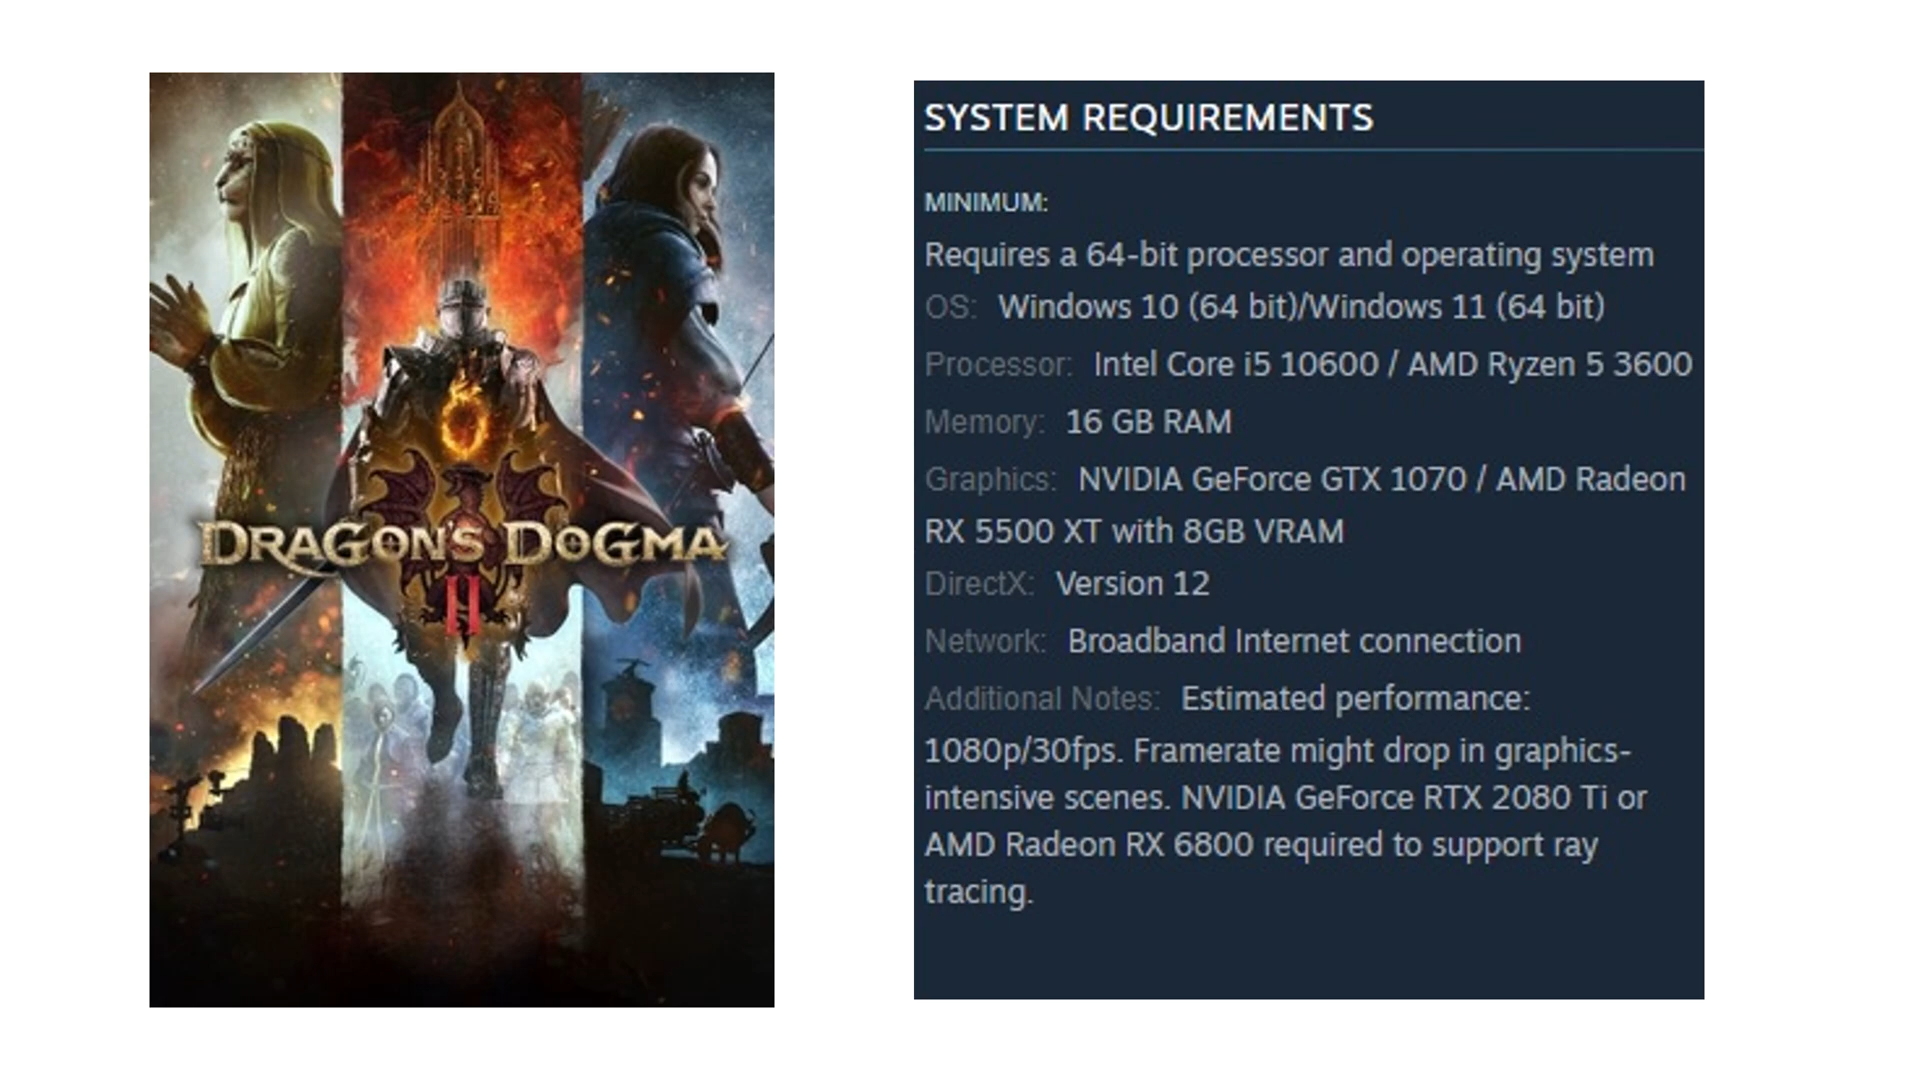 DRAGON'S DOGMA
II
SYSTEM REQUIREMENTS
MINIMUM:
Requires a 64-bit processor and operating system
OS: Windows 10 (64 bit)/Windows 11 (64 bit)
Processor: Intel Core i5 10600 / AMD Ryzen 5 3600
Memory: 16 GB RAM
Graphics: NVIDIA GeForce GTX 1070 / AMD Radeon
RX 5500 XT with 8GB VRAM
DirectX: Version 12
Network: Broadband Internet connection
Additional Notes: Estimated performance:
1080p/30fps. Framerate might drop in graphics-
intensive scenes. NVIDIA GeForce RTX 2080 Ti or
AMD Radeon RX 6800 required to support ray
tracing.